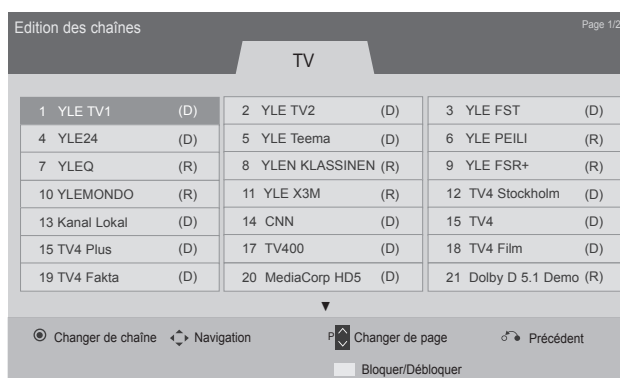 Edition des chaînes Page 1/2
TV
1 YLE TV1 (D) 2 YLE TV2 (D) 3 YLE FST (D)
4 YLE24 (D) 5 YLE Teema (D) 6 YLE PEILI (R)
7 YLEQ (R) 8 YLEN KLASSINEN (R) 9 YLE FSR+ (R)
10 YLEMONDO (R) 11 YLE X3M (R) 12 TV4 Stockholm (D)
13 Kanal Lokal (D) 14 CNN (D) 15 TV4 (D)
15 TV4 Plus (D) 17 TV400 (D) 18 TV4 Film (D)
19 TV4 Fakta (D) 20 MediaCorp HD5 (D) 21 Dolby D 5.1 Demo (R)
Changer de chaîne Navigation P Changer de page Précédent
Bloquer/Débloquer